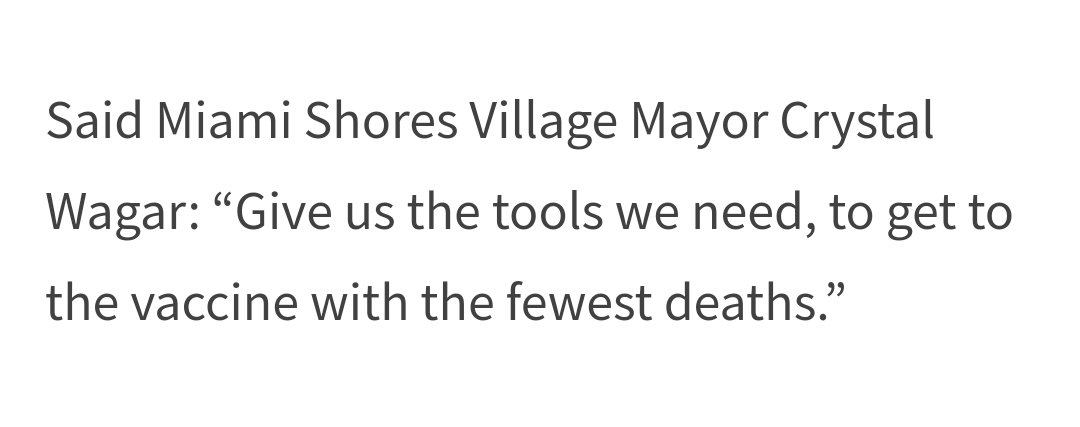 Said Miami Shores Village Mayor Crystal
Wagar: “Give us the tools we need, to get to
the vaccine with the fewest deaths.”